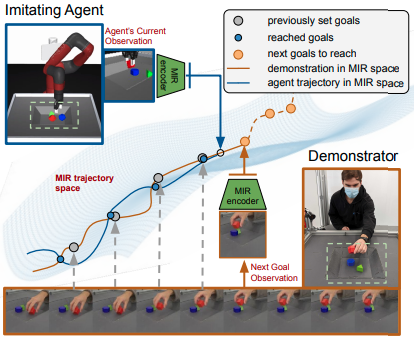 Imitating Agent
Agent's Current
Observation
MIR
encoder
previously set goals
reached goals
next goals to reach
demonstration in MIR space
agent trajectory in MIR space
MIR trajectory
space
Demonstrator
MIR
encoder
Next Goal
Observation